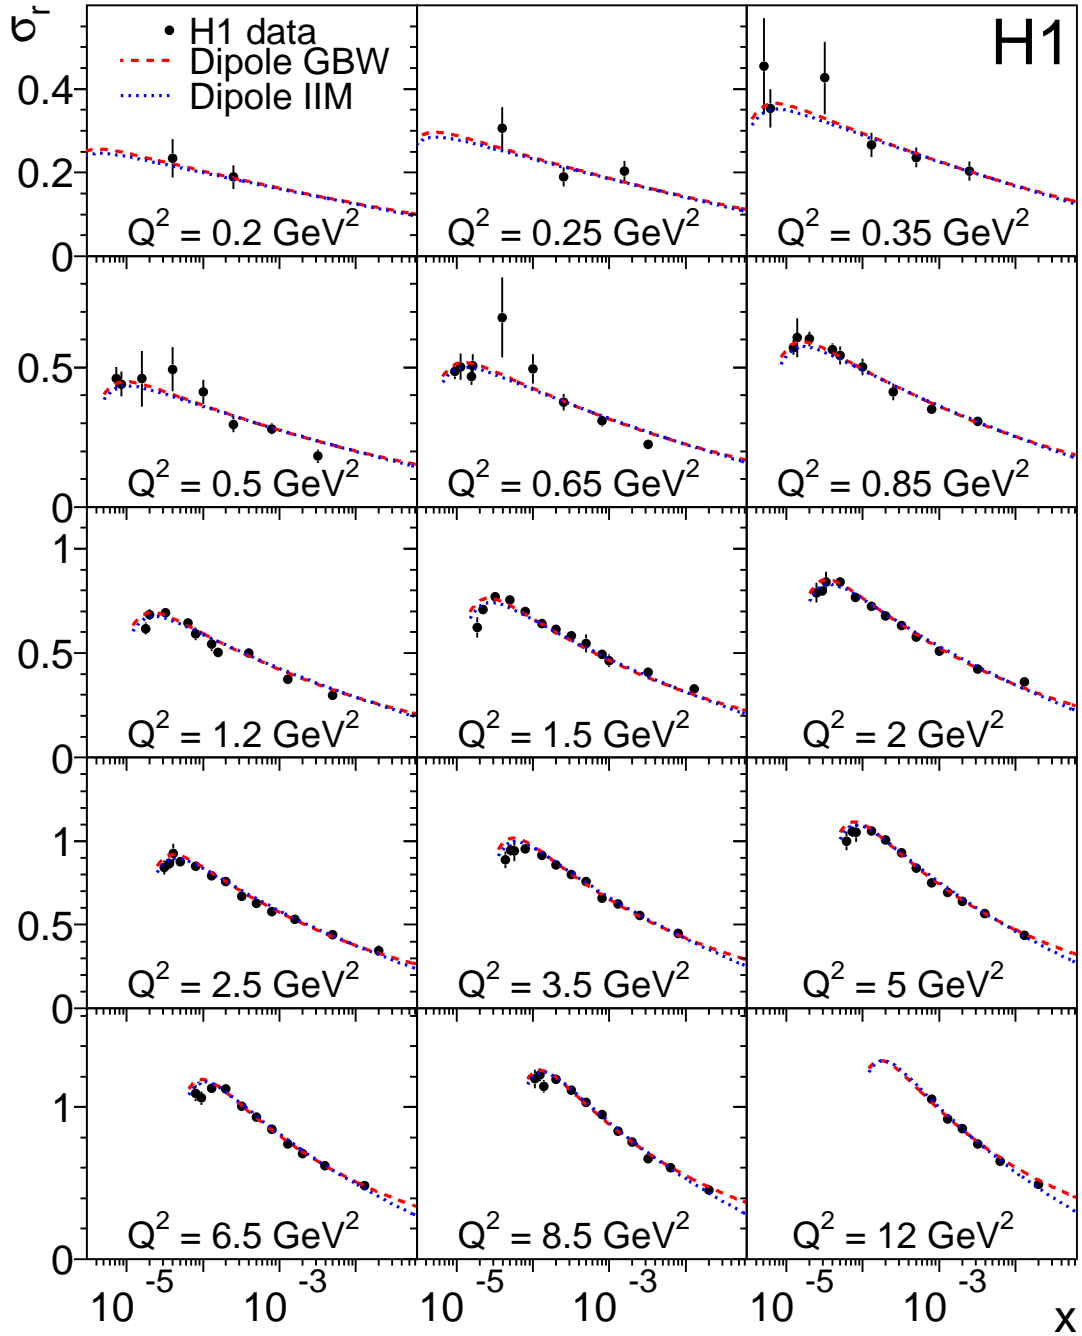 σr
H1 data
Dipole GBW
Dipole IIM
H1
0.4
0.2
0
Q² = 0.2 GeV²
Q² = 0.25 GeV²
Q² = 0.35 GeV²
0.5
0
Q² = 0.5 GeV²
Q² = 0.65 GeV²
Q² = 0.85 GeV²
1
0.5
0
Q² = 1.2 GeV²
Q² = 1.5 GeV²
Q² = 2 GeV²
1
0.5
0
Q² = 2.5 GeV²
Q² = 3.5 GeV²
Q² = 5 GeV²
1
0
Q² = 6.5 GeV²
Q² = 8.5 GeV²
Q² = 12 GeV²
10⁻⁵ 10⁻³ 10⁻⁵ 10⁻³ 10⁻⁵ 10⁻³
x